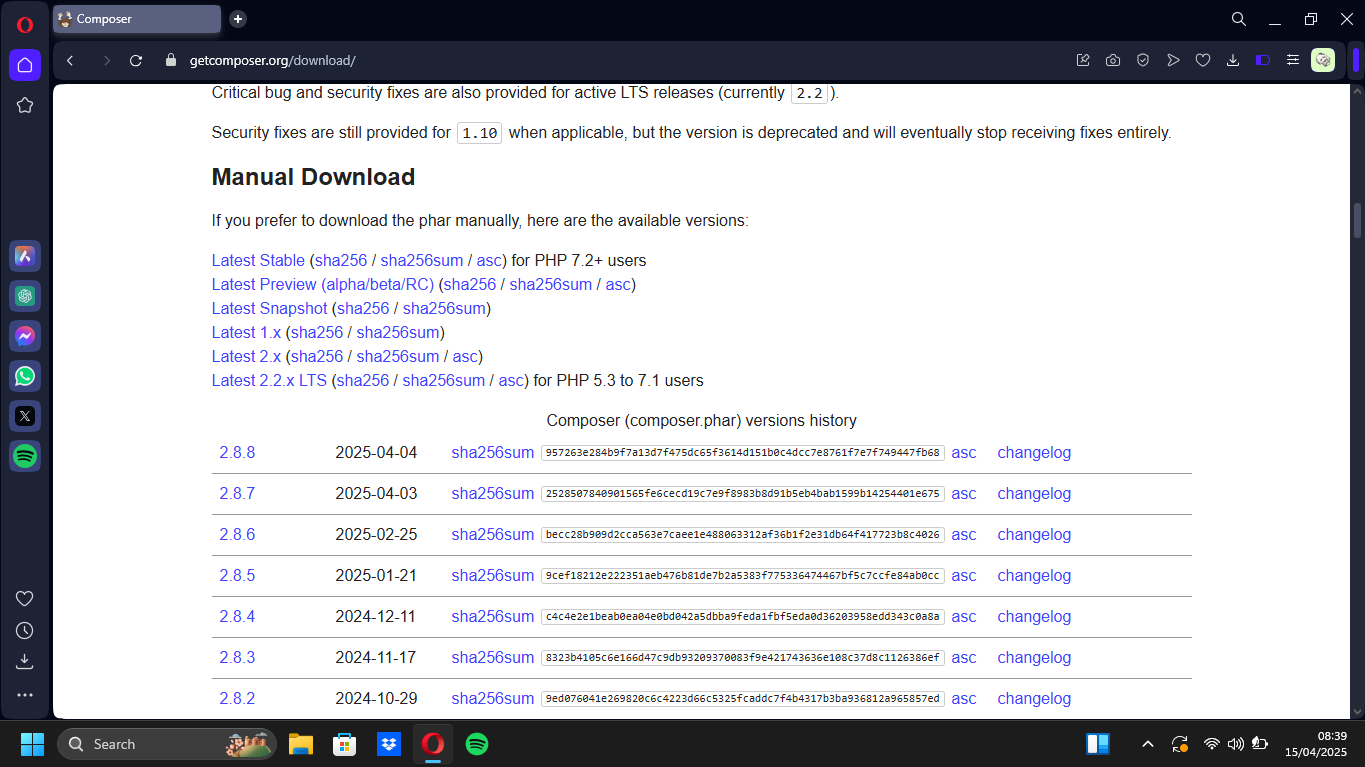 Composer
getcomposer.org/download/
Critical bug and security fixes are also provided for active LTS releases (currently 2.2 ).
Security fixes are still provided for 1.10 when applicable, but the version is deprecated and will eventually stop receiving fixes entirely.
Manual Download
If you prefer to download the phar manually, here are the available versions:
Latest Stable (sha256 / sha256sum / asc) for PHP 7.2+ users
Latest Preview (alpha/beta/RC) (sha256 / sha256sum / asc)
Latest Snapshot (sha256 / sha256sum)
Latest 1.x (sha256 / sha256sum)
Latest 2.x (sha256 / sha256sum / asc)
Latest 2.2.x LTS (sha256 / sha256sum / asc) for PHP 5.3 to 7.1 users
Composer (composer.phar) versions history
2.8.8 2025-04-04 sha256sum 957263e284b9f7a13d7f475dc65f3614d151b0c4dcc7e8761f7e7f749447fb68 asc changelog
2.8.7 2025-04-03 sha256sum 2528507840901565fe6cecd19c7e9f8983b8d91b5eb4bab1599b14254401e675 asc changelog
2.8.6 2025-02-25 sha256sum becc28b909d2cca563e7caee1e488063312af36b1f2e31db64f417723b8c4026 asc changelog
2.8.5 2025-01-21 sha256sum 9cef18212e222351aeb476b81de7b2a5383f775336474467bf5c7ccfe84ab0cc asc changelog
2.8.4 2024-12-11 sha256sum c4c4e2e1beab0ea04e0bd042a5dbba9feda1fbf5eda0d36203958edd343c0a8a asc changelog
2.8.3 2024-11-17 sha256sum 8323b4105c6e166d47c9db93209370083f9e421743636e108c37d8c1126386ef asc changelog
2.8.2 2024-10-29 sha256sum 9ed076041e269820c6c4223d66c5325fcaddc7f4b4317b3ba936812a965857ed asc changelog
Search
08:39
15/04/2025